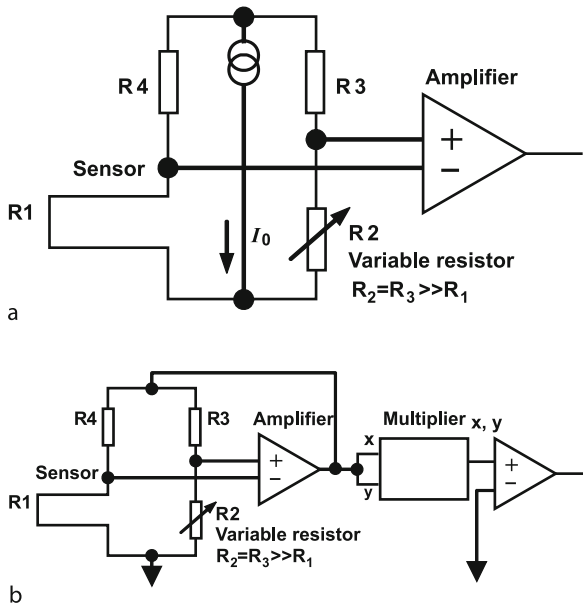 R 4
R 3
Amplifier
+
−
Sensor
R1
I₀
R 2
Variable resistor
R₂=R₃>>R₁
a
R4
R3
Amplifier
Multiplier
x, y
x
+
−
+
−
Sensor
y
R1
R2
Variable resistor
R₂=R₃>>R₁
b